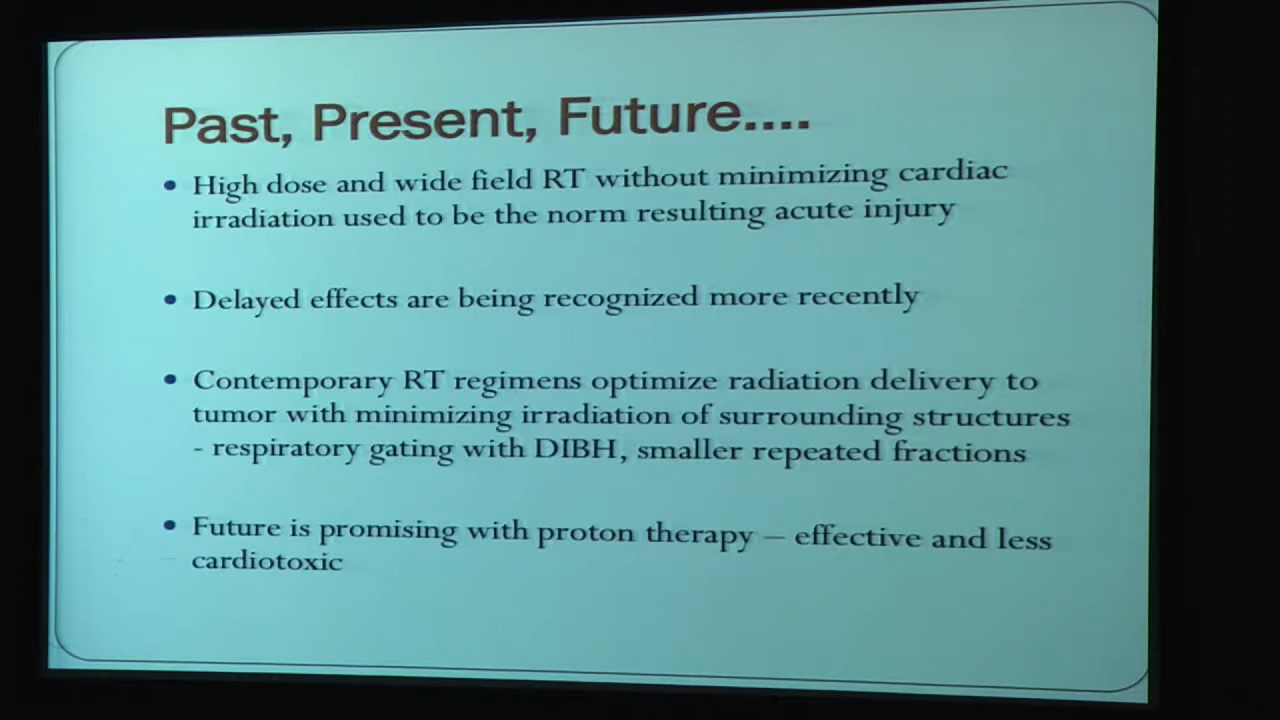 Past, Present, Future....
• High dose and wide field RT without minimizing cardiac
irradiation used to be the norm resulting acute injury
• Delayed effects are being recognized more recently
• Contemporary RT regimens optimize radiation delivery to
tumor with minimizing irradiation of surrounding structures
- respiratory gating with DIBH, smaller repeated fractions
• Future is promising with proton therapy – effective and less
cardiotoxic